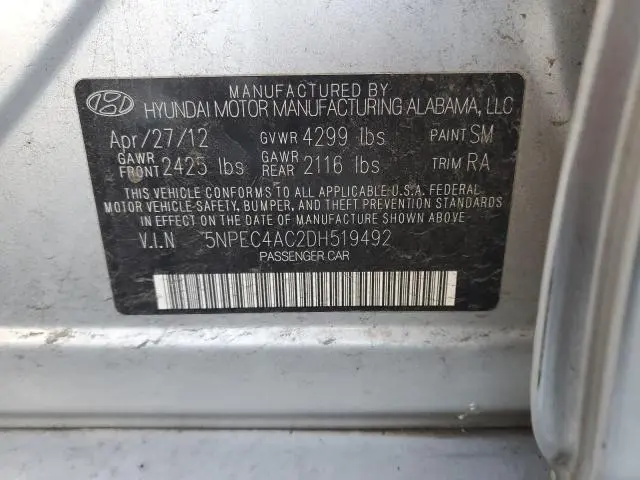 MANUFACTURED BY
HYUNDAI MOTOR MANUFACTURING ALABAMA, LLC
Apr/27/12 GVWR 4299 lbs PAINT SM
GAWR FRONT 2425 lbs GAWR REAR 2116 lbs TRIM RA
THIS VEHICLE CONFORMS TO ALL APPLICABLE U.S.A. FEDERAL
MOTOR VEHICLE SAFETY, BUMPER, AND THEFT PREVENTION STANDARDS
IN EFFECT ON THE DATE OF MANUFACTURE SHOWN ABOVE
V.I.N 5NPEC4AC2DH519492
PASSENGER CAR